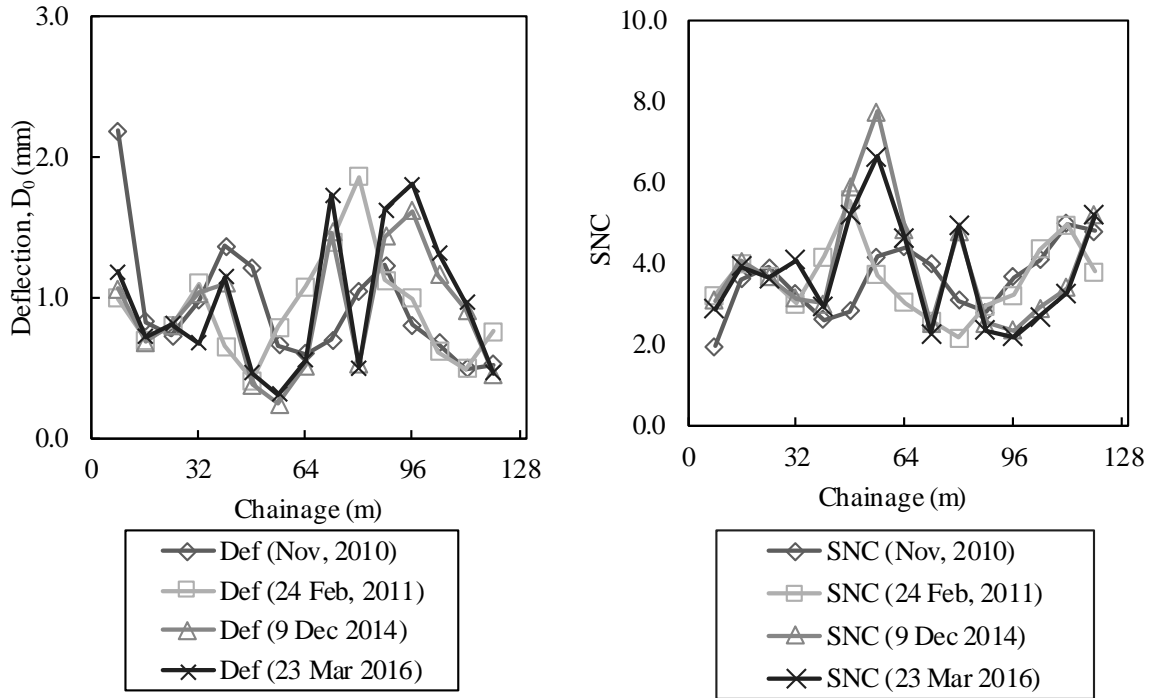 3.0
2.0
1.0
0.0
Deflection, D0 (mm)
0 32 64 96 128
Chainage (m)
Def (Nov, 2010)
Def (24 Feb, 2011)
Def (9 Dec 2014)
Def (23 Mar 2016)
10.0
8.0
6.0
4.0
2.0
0.0
SNC
0 32 64 96 128
Chainage (m)
SNC (Nov, 2010)
SNC (24 Feb, 2011)
SNC (9 Dec 2014)
SNC (23 Mar 2016)